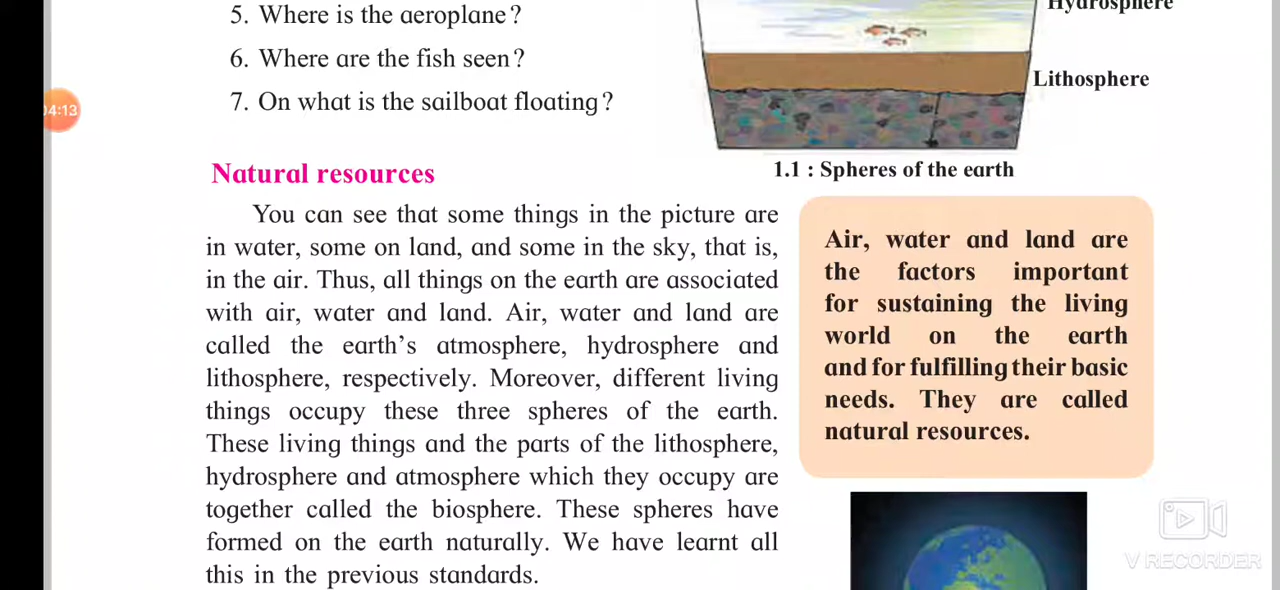 5. Where is the aeroplane?
6. Where are the fish seen?
7. On what is the sailboat floating?
Hydrosphere
Lithosphere
1.1 : Spheres of the earth
04:13
Natural resources
You can see that some things in the picture are
in water, some on land, and some in the sky, that is,
in the air. Thus, all things on the earth are associated
with air, water and land. Air, water and land are
called the earth's atmosphere, hydrosphere and
lithosphere, respectively. Moreover, different living
things occupy these three spheres of the earth.
These living things and the parts of the lithosphere,
hydrosphere and atmosphere which they occupy are
together called the biosphere. These spheres have
formed on the earth naturally. We have learnt all
this in the previous standards.
Air, water and land are
the factors important
for sustaining the living
world on the earth
and for fulfilling their basic
needs. They are called
natural resources.
V RECORDER